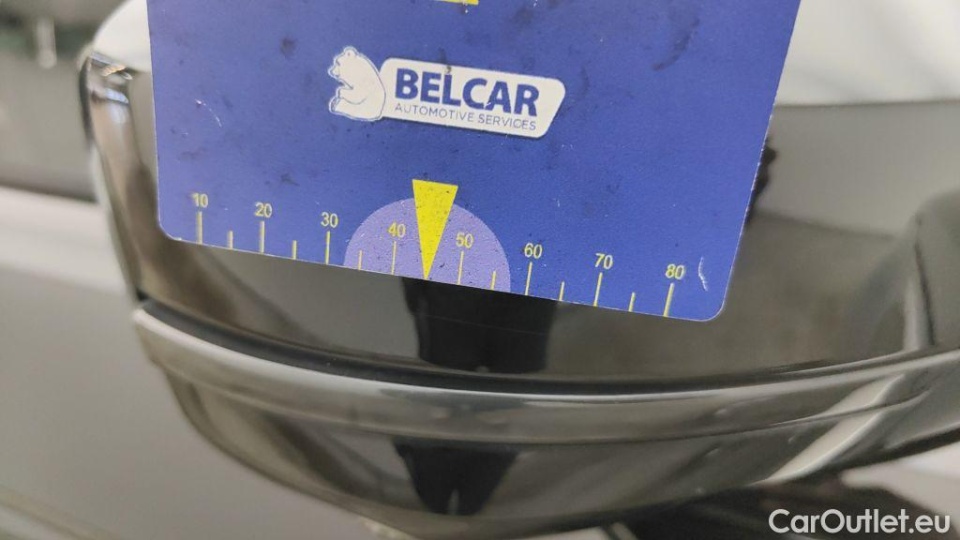 BELCAR
AUTOMOTIVE SERVICES
10 20 30 40 50 60 70 80
CarOutlet.eu